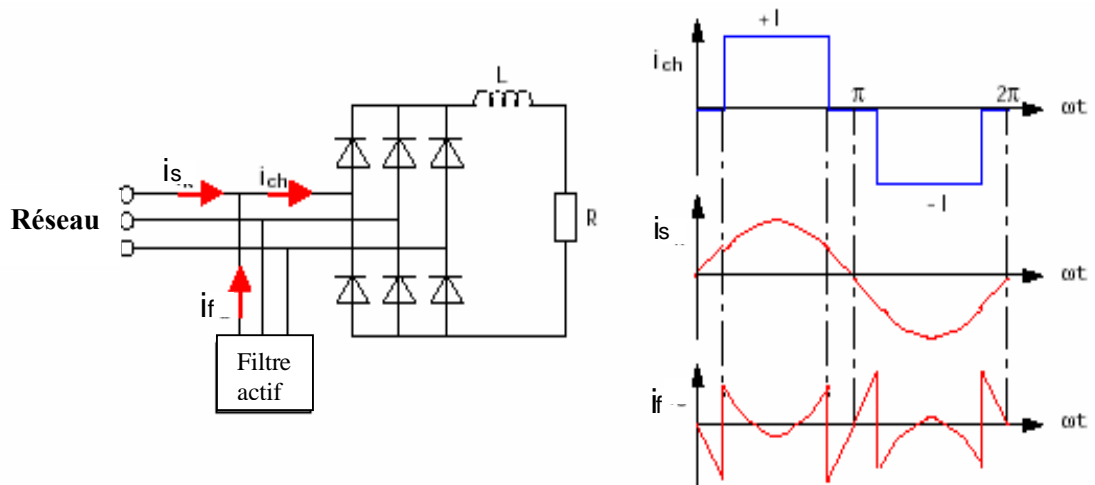 L
is
ich
Réseau
R
if
Filtre
actif
+I
ich
π
2π
ωt
-I
is
ωt
if
ωt